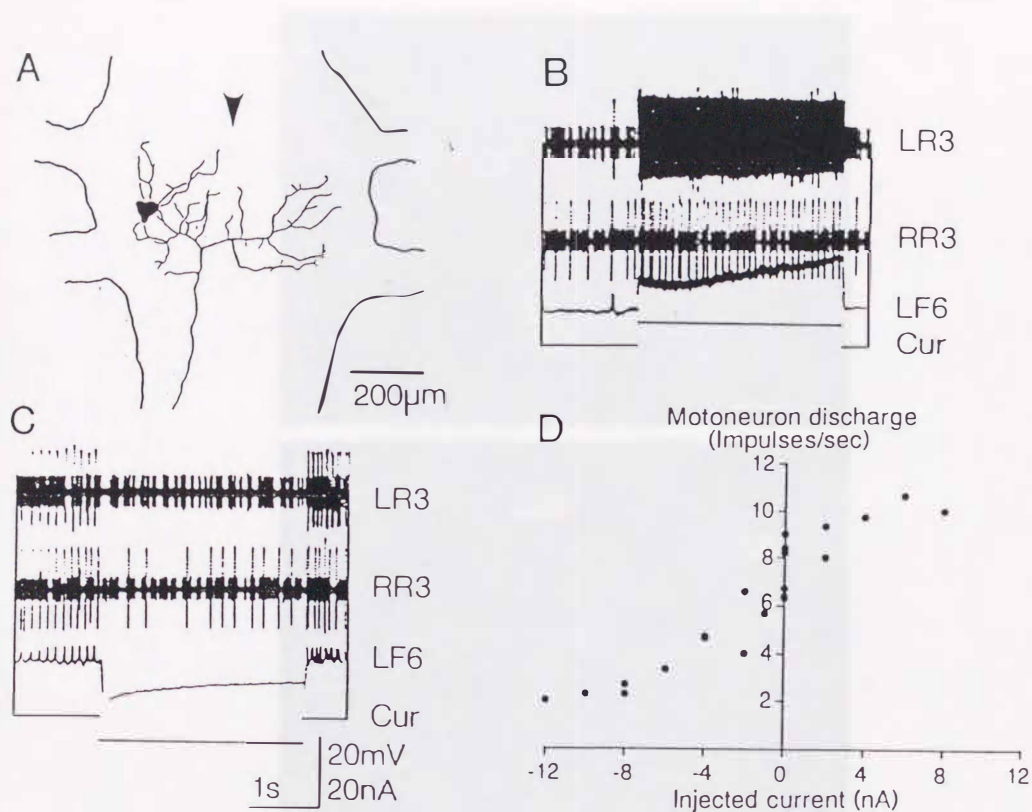 A
200µm
B
LR3
RR3
LF6
Cur
C
LR3
RR3
LF6
Cur
1s
20mV
20nA
D
Motoneuron discharge
(Impulses/sec)
12
10
8
6
4
2
-12
-8
-4
0
4
8
12
Injected current (nA)